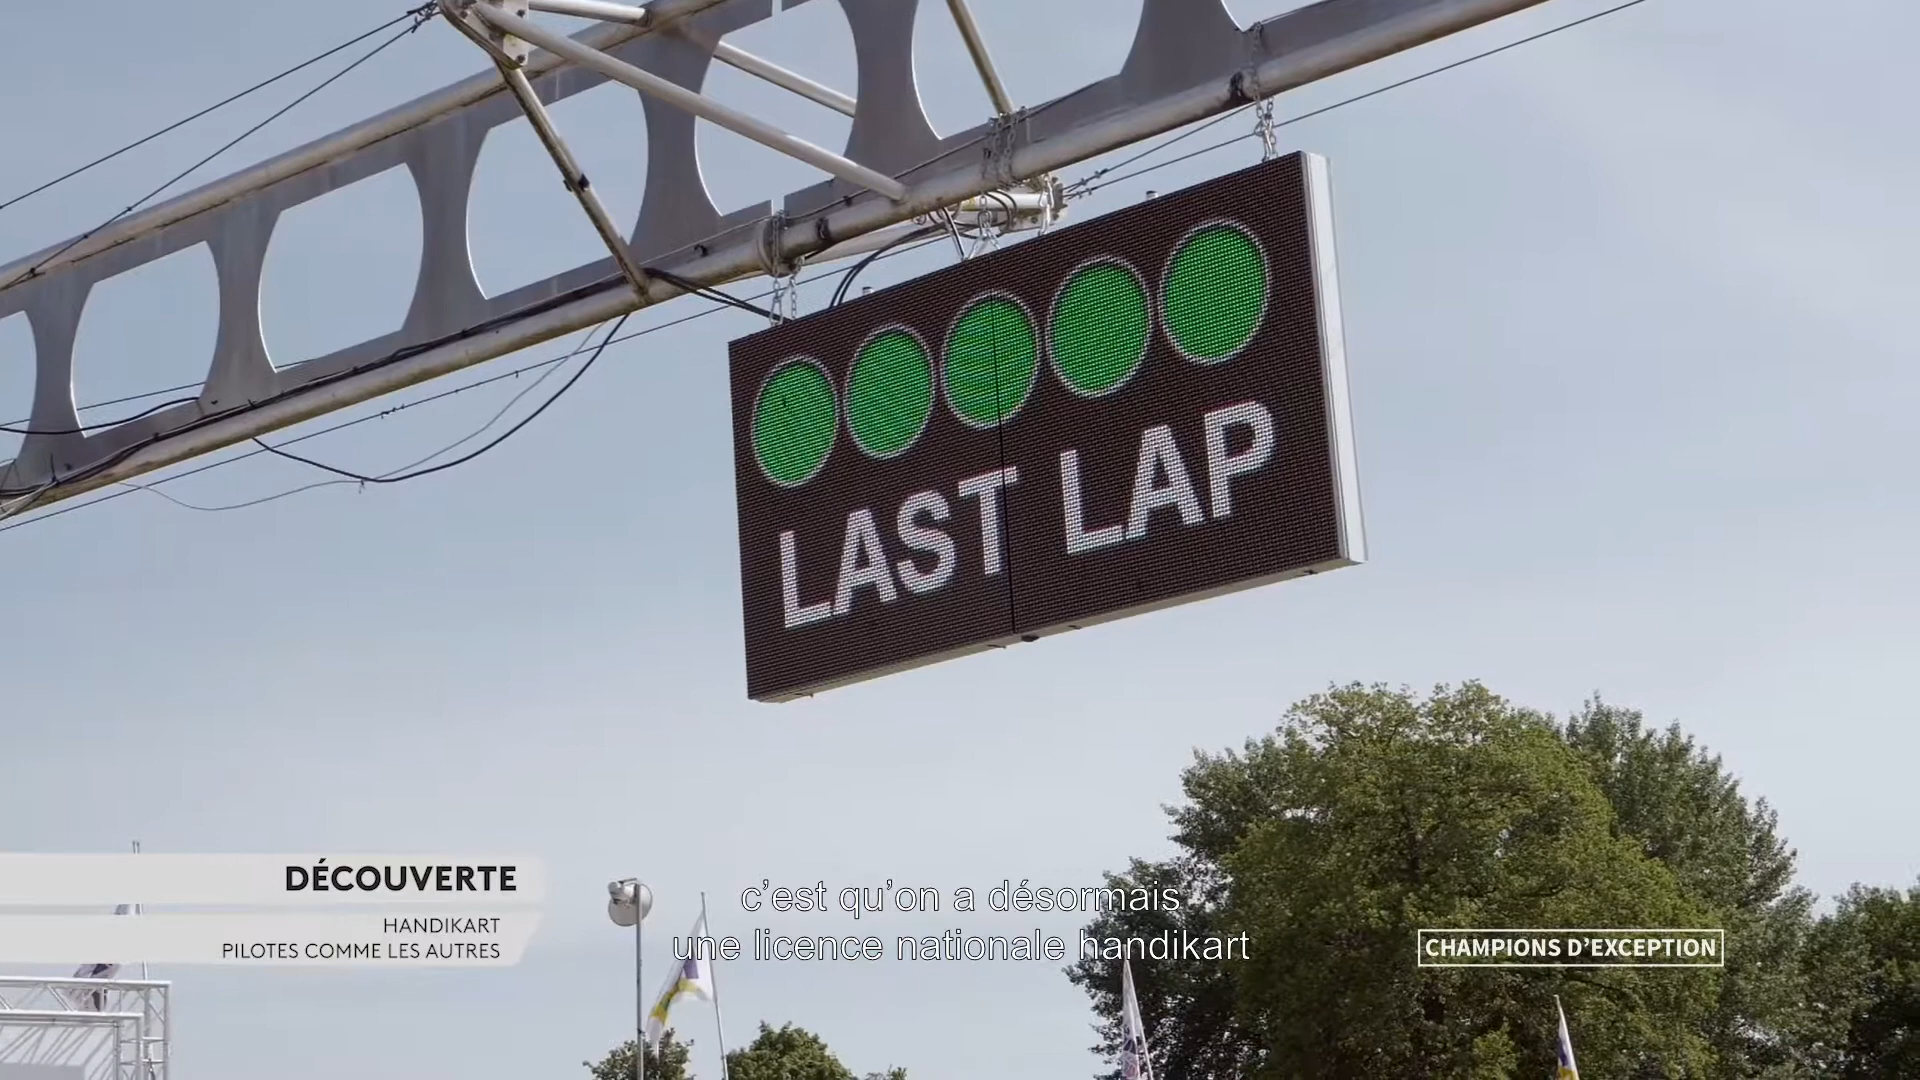 LAST LAP
DÉCOUVERTE
HANDIKART
PILOTES COMME LES AUTRES
c’est qu’on a désormais
une licence nationale handikart
CHAMPIONS D’EXCEPTION